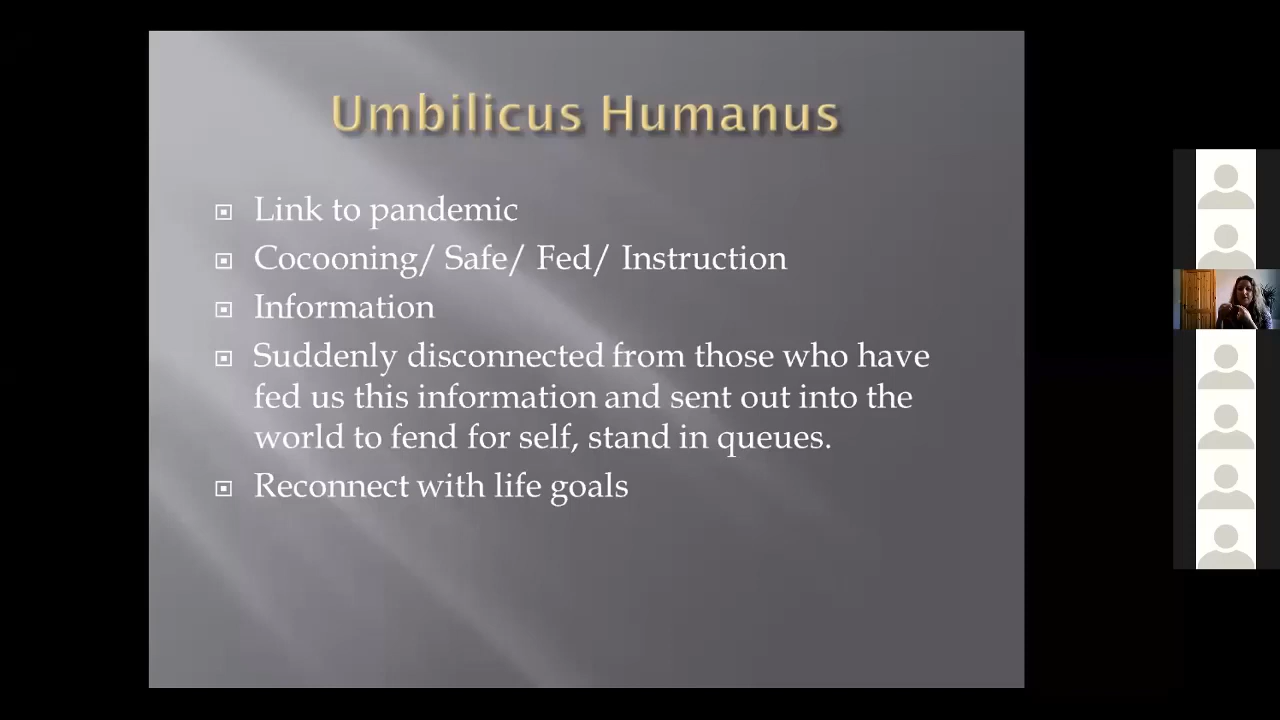 Umbilicus Humanus
Link to pandemic
Cocooning/ Safe/ Fed/ Instruction
Information
Suddenly disconnected from those who have
fed us this information and sent out into the
world to fend for self, stand in queues.
Reconnect with life goals